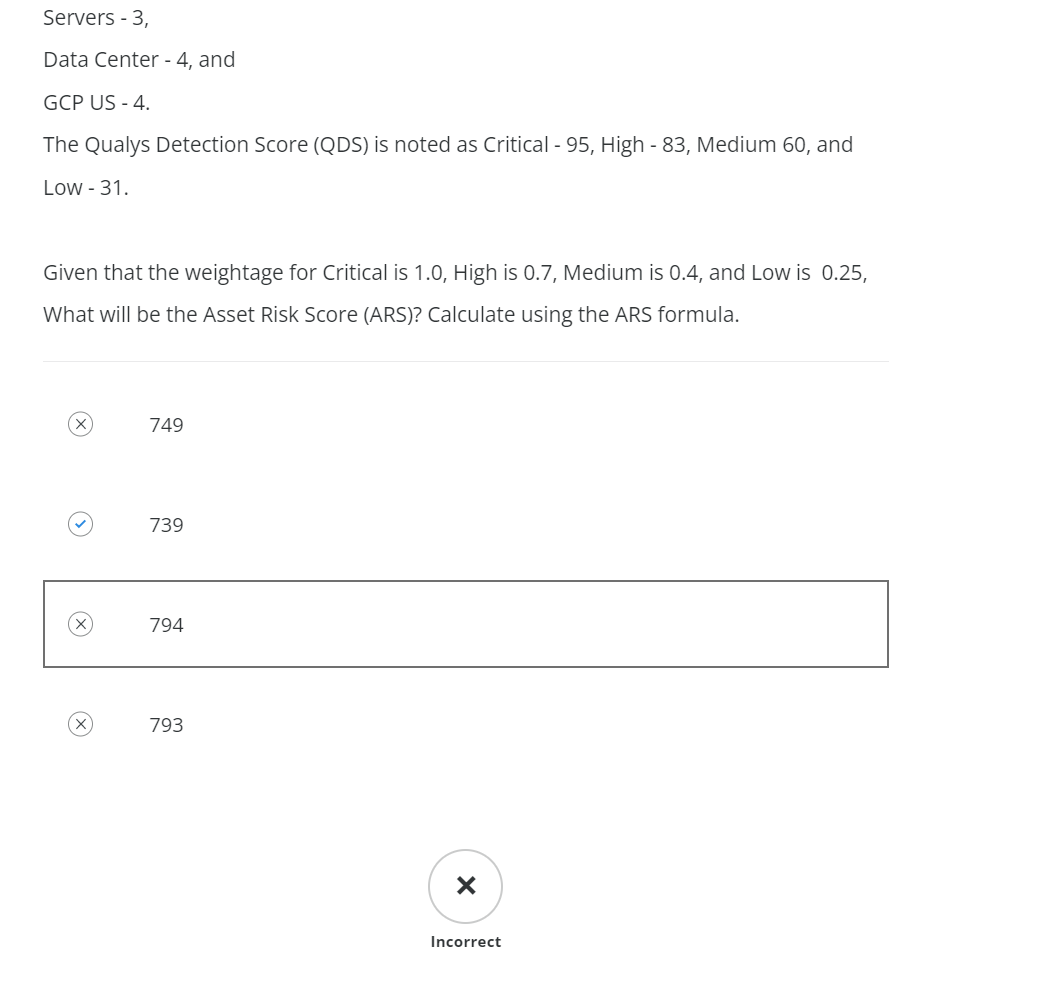 Servers - 3,
Data Center - 4, and
GCP US - 4.
The Qualys Detection Score (QDS) is noted as Critical - 95, High - 83, Medium 60, and
Low - 31.
Given that the weightage for Critical is 1.0, High is 0.7, Medium is 0.4, and Low is  0.25,
What will be the Asset Risk Score (ARS)? Calculate using the ARS formula.
749
739
794
793
Incorrect